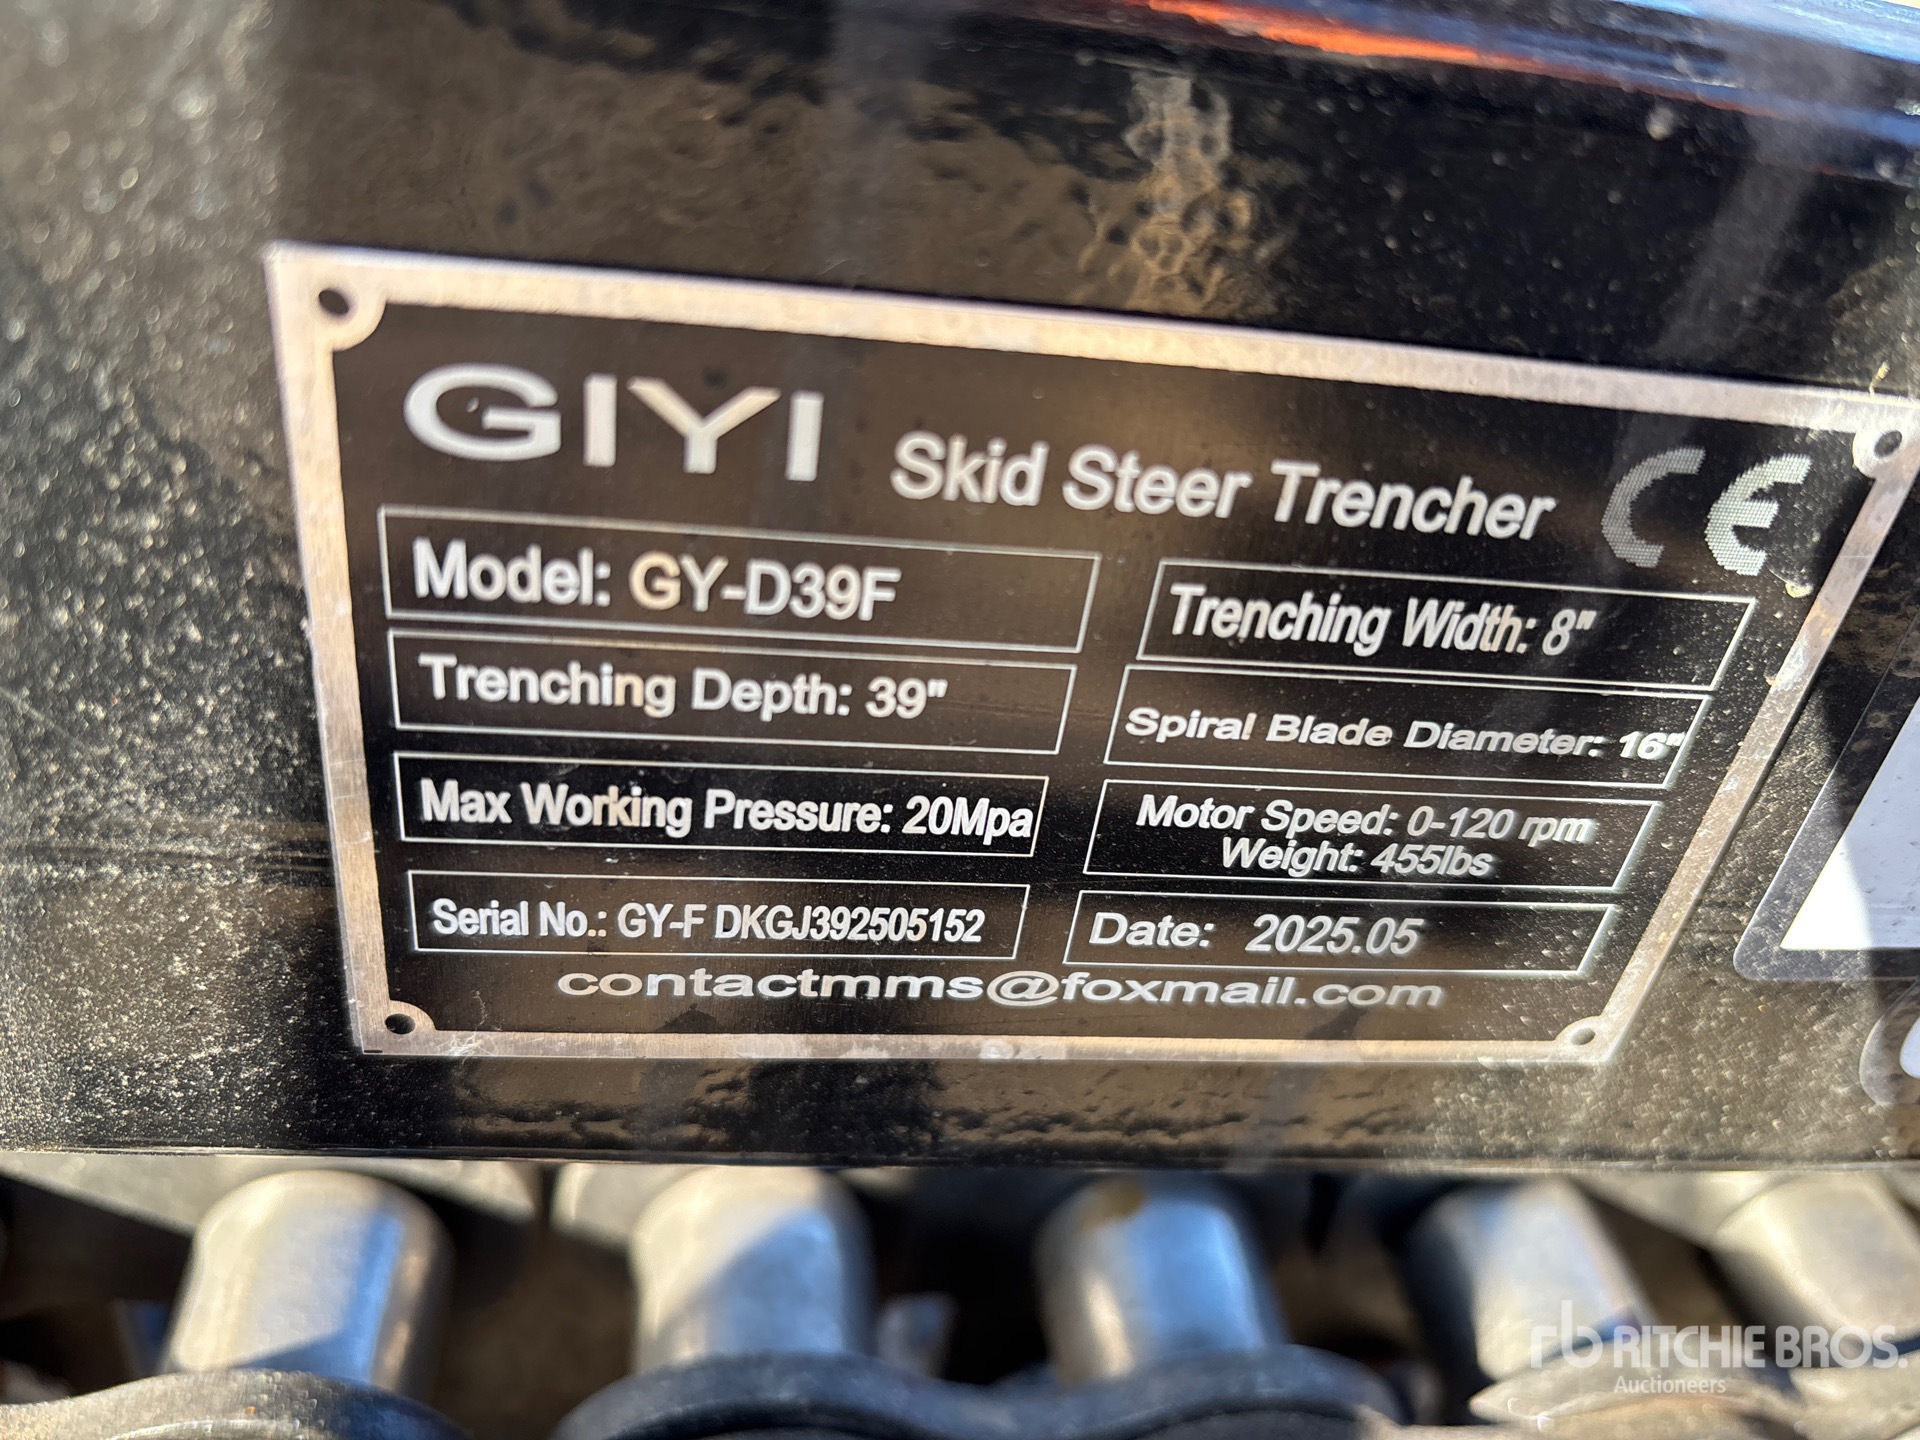 GIYI Skid Steer Trencher CE
Model: GY-D39F
Trenching Width: 8"
Trenching Depth: 39"
Spiral Blade Diameter: 16"
Max Working Pressure: 20Mpa
Motor Speed: 0-120 rpm
Weight: 455lbs
Serial No.: GY-F DKGJ392505152
Date: 2025.05
contactmms@foxmail.com
rb RITCHIE BROS.
Auctioneers